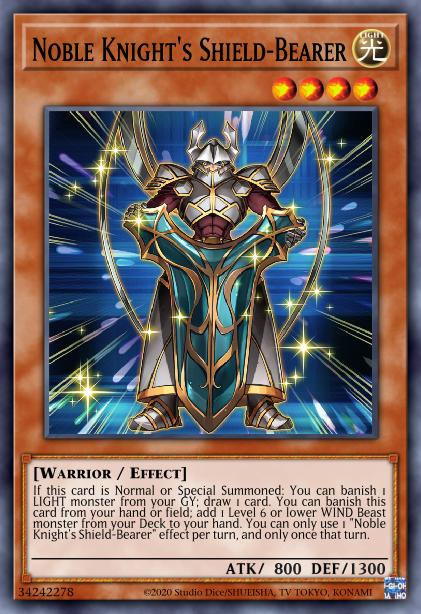 NOBLE KNIGHT'S SHIELD-BEARER
LIGHT
光
[WARRIOR / EFFECT]
If this card is Normal or Special Summoned: You can banish 1
LIGHT monster from your GY; draw 1 card. You can banish this
card from your hand or field; add 1 Level 6 or lower WIND Beast
monster from your Deck to your hand. You can only use 1 "Noble
Knight's Shield-Bearer" effect per turn, and only once that turn.
ATK/ 800 DEF/1300
34242278
©2020 Studio Dice/SHUEISHA, TV TOKYO, KONAMI